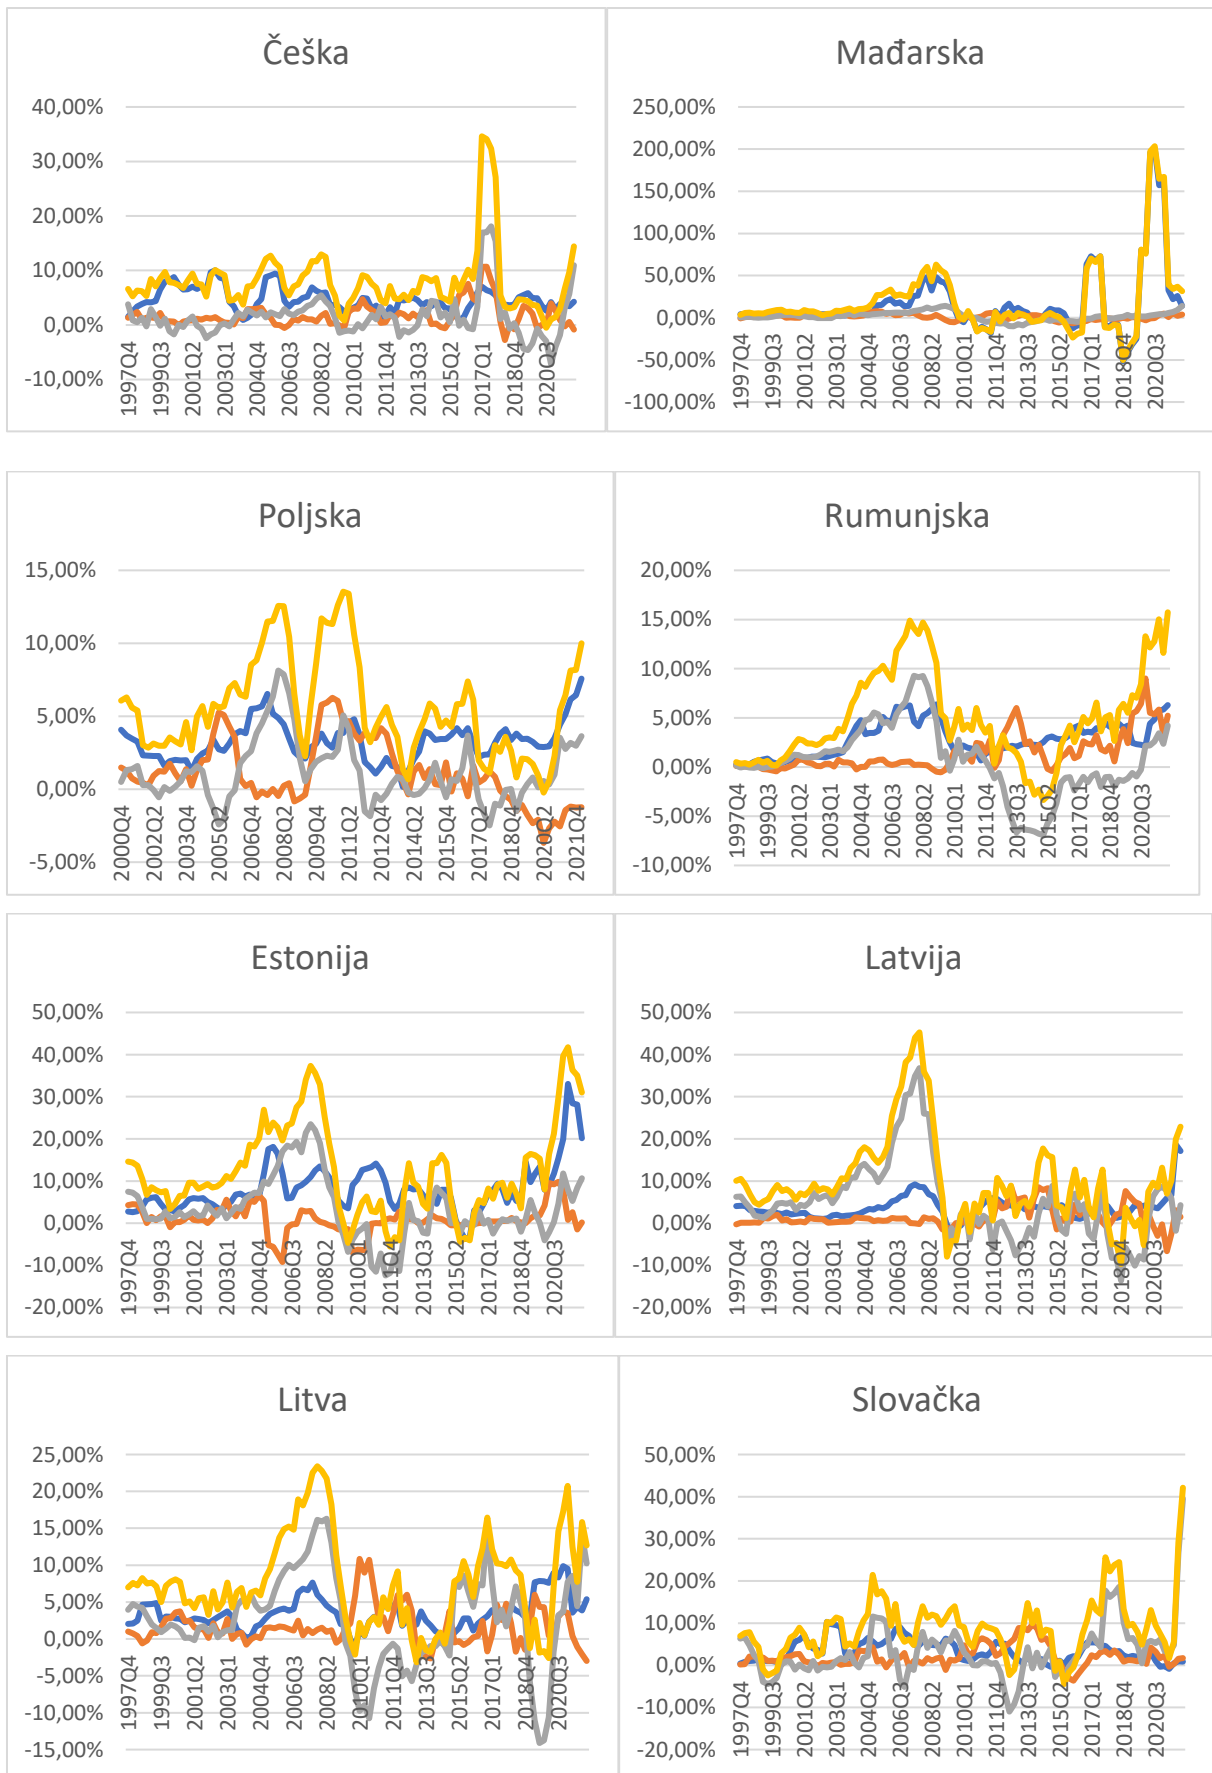 Češka
40,00%
30,00%
20,00%
10,00%
0,00%
-10,00%
1997Q4
1999Q3
2001Q2
2003Q1
2004Q4
2006Q3
2008Q2
2010Q1
2011Q4
2013Q3
2015Q2
2017Q1
2018Q4
2020Q3
Mađarska
250,00%
200,00%
150,00%
100,00%
50,00%
0,00%
-50,00%
-100,00%
1997Q4
1999Q3
2001Q2
2003Q1
2004Q4
2006Q3
2008Q2
2010Q1
2011Q4
2013Q3
2015Q2
2017Q1
2018Q4
2020Q3
Poljska
15,00%
10,00%
5,00%
0,00%
-5,00%
2000Q4
2002Q2
2003Q4
2005Q2
2006Q4
2008Q2
2009Q4
2011Q2
2012Q4
2014Q2
2015Q4
2017Q2
2018Q4
2020Q2
2021Q4
Rumunjska
20,00%
15,00%
10,00%
5,00%
0,00%
-5,00%
-10,00%
1997Q4
1999Q3
2001Q2
2003Q1
2004Q4
2006Q3
2008Q2
2010Q1
2011Q4
2013Q3
2015Q2
2017Q1
2018Q4
2020Q3
Estonija
50,00%
40,00%
30,00%
20,00%
10,00%
0,00%
-10,00%
-20,00%
1997Q4
1999Q3
2001Q2
2003Q1
2004Q4
2006Q3
2008Q2
2010Q1
2011Q4
2013Q3
2015Q2
2017Q1
2018Q4
2020Q3
Latvija
50,00%
40,00%
30,00%
20,00%
10,00%
0,00%
-10,00%
-20,00%
1997Q4
1999Q3
2001Q2
2003Q1
2004Q4
2006Q3
2008Q2
2010Q1
2011Q4
2013Q3
2015Q2
2017Q1
2018Q4
2020Q3
Litva
25,00%
20,00%
15,00%
10,00%
5,00%
0,00%
-5,00%
-10,00%
-15,00%
1997Q4
1999Q3
2001Q2
2003Q1
2004Q4
2006Q3
2008Q2
2010Q1
2011Q4
2013Q3
2015Q2
2017Q1
2018Q4
2020Q3
Slovačka
50,00%
40,00%
30,00%
20,00%
10,00%
0,00%
-10,00%
-20,00%
1997Q4
1999Q3
2001Q2
2003Q1
2004Q4
2006Q3
2008Q2
2010Q1
2011Q4
2013Q3
2015Q2
2017Q1
2018Q4
2020Q3